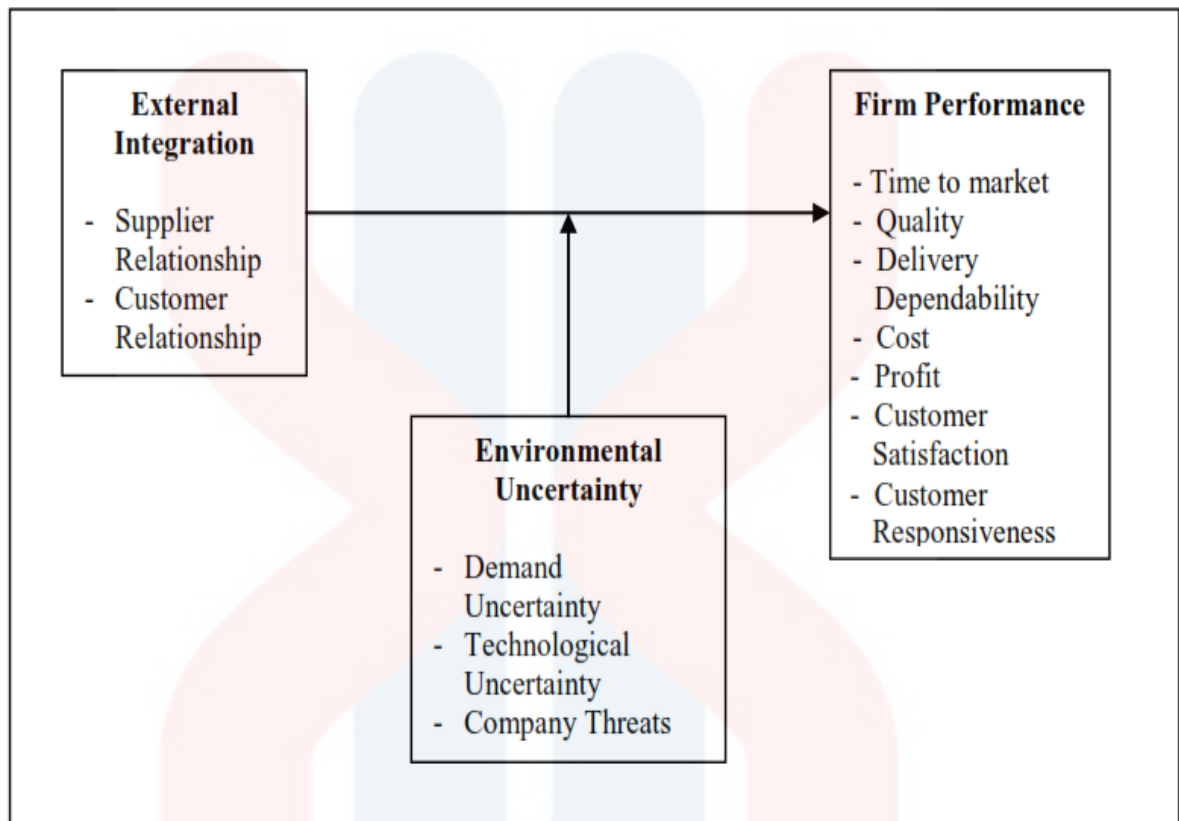 External
Integration
- Supplier
Relationship
- Customer
Relationship
Firm Performance
- Time to market
- Quality
- Delivery
Dependability
- Cost
- Profit
- Customer
Satisfaction
- Customer
Responsiveness
Environmental
Uncertainty
- Demand
Uncertainty
- Technological
Uncertainty
- Company Threats